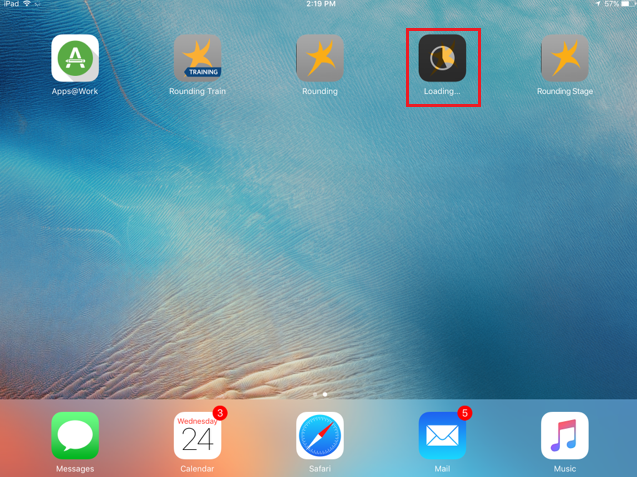 iPad 2:19 PM 57%
TRAINING
Apps@Work Rounding Train Rounding Loading... Rounding Stage
3 5
Wednesday
24
Messages Calendar Safari Mail Music